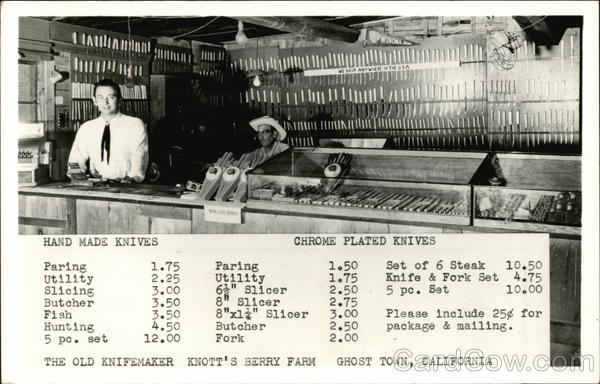 WE SHIP ANYWHERE IN THE U.S.A.
HAND MADE KNIVES
Paring 1.75
Utility 2.25
Slicing 3.00
Butcher 3.50
Fish 3.50
Hunting 4.50
5 pc. set 12.00
CHROME PLATED KNIVES
Paring 1.50
Utility 1.75
6½" Slicer 2.50
8" Slicer 2.75
8"x1¼" Slicer 3.00
Butcher 2.50
Fork 2.00
Set of 6 Steak 10.50
Knife & Fork Set 4.75
5 pc. Set 10.00
Please include 25¢ for
package & mailing.
THE OLD KNIFEMAKER KNOTT'S BERRY FARM GHOST TOWN, CALIFORNIA
CardCow.com